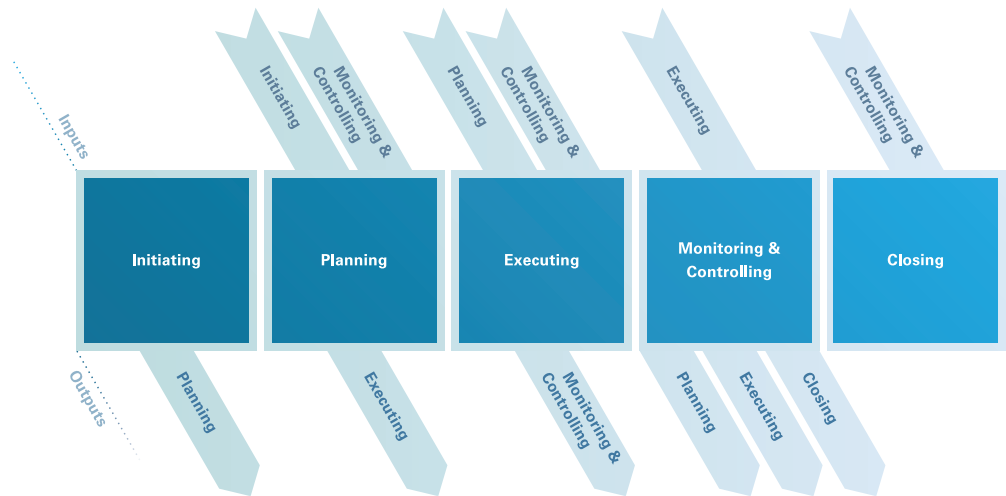 Inputs
Initiating
Monitoring &
Controlling
Planning
Monitoring &
Controlling
Executing
Monitoring &
Controlling
Initiating
Planning
Executing
Monitoring &
Controlling
Closing
Outputs
Planning
Executing
Monitoring &
Controlling
Planning
Executing
Closing